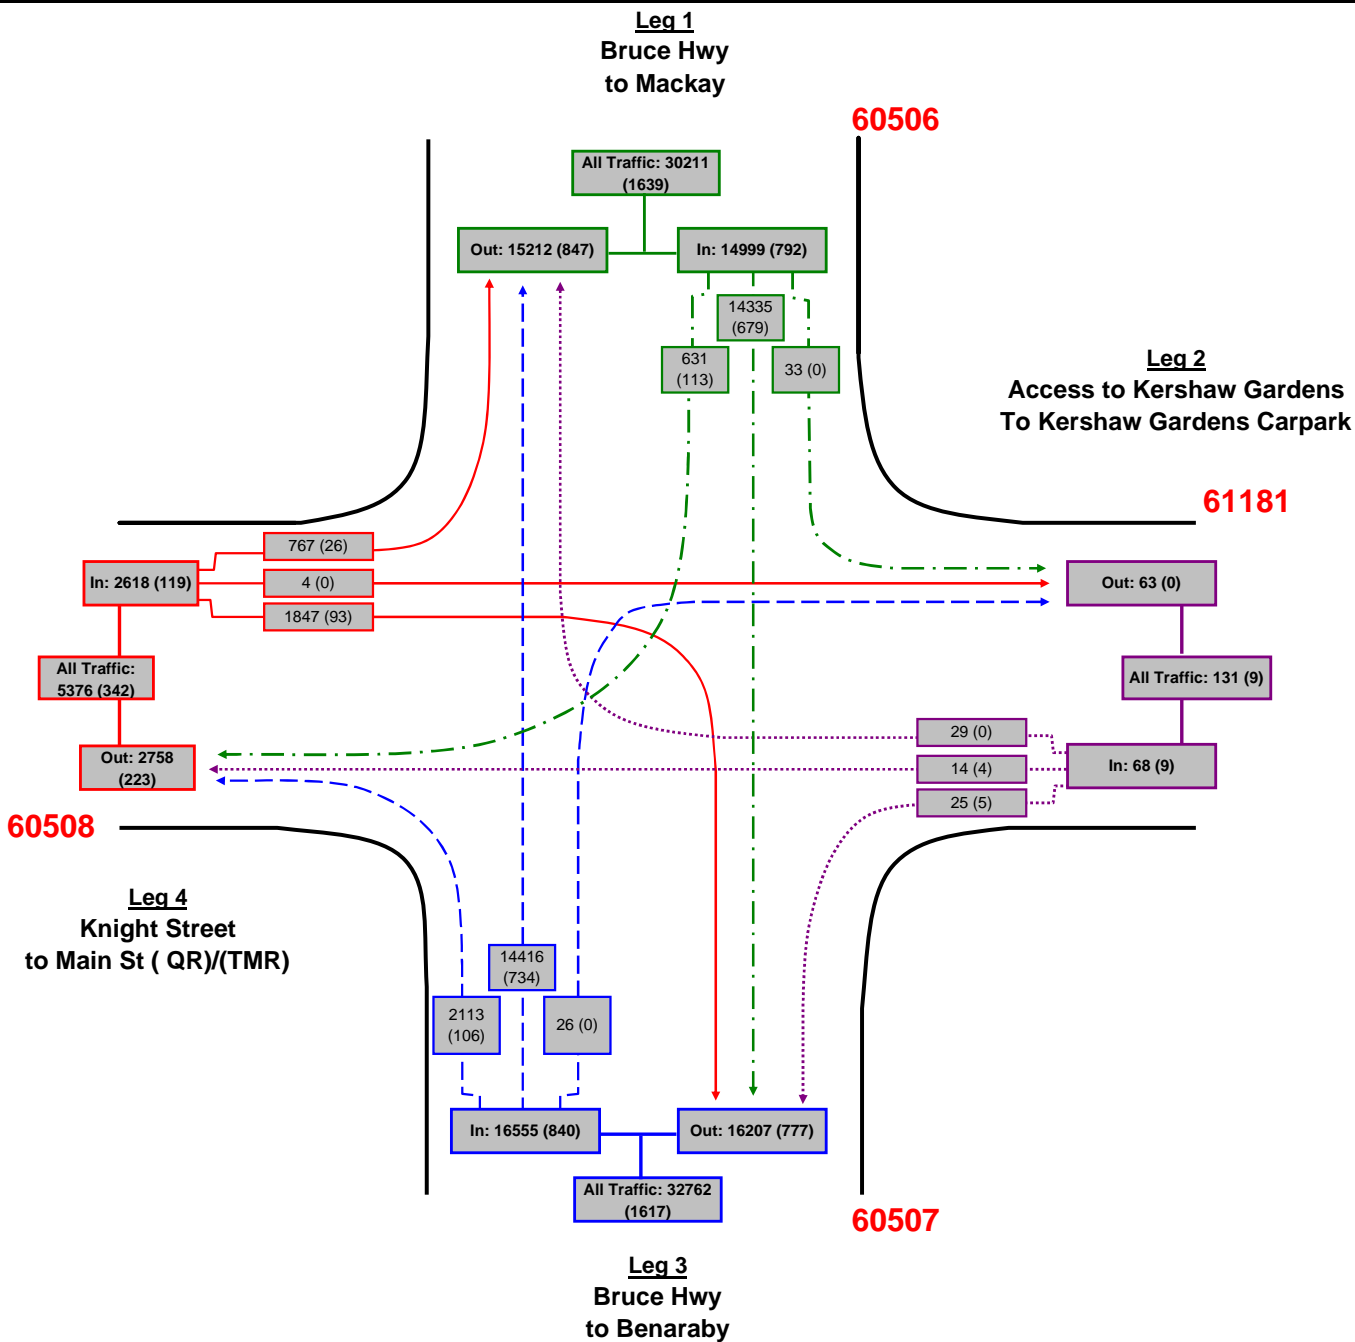 Leg 1
Bruce Hwy
to Mackay
60506
All Traffic: 30211
(1639)
Out: 15212 (847)
In: 14999 (792)
14335
(679)
631
(113)
33 (0)
Leg 2
Access to Kershaw Gardens
To Kershaw Gardens Carpark
61181
767 (26)
In: 2618 (119)
4 (0)
1847 (93)
Out: 63 (0)
All Traffic:
5376 (342)
All Traffic: 131 (9)
Out: 2758
(223)
29 (0)
14 (4)
25 (5)
In: 68 (9)
60508
Leg 4
Knight Street
to Main St ( QR)/(TMR)
14416
(734)
2113
(106)
26 (0)
In: 16555 (840)
Out: 16207 (777)
All Traffic: 32762
(1617)
60507
Leg 3
Bruce Hwy
to Benaraby